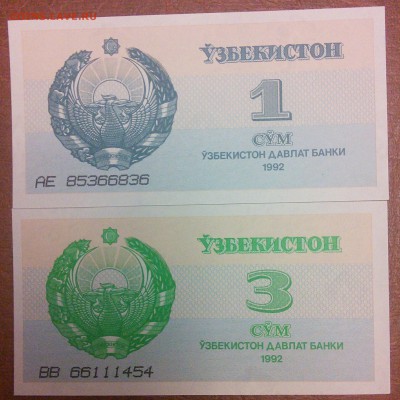 ЎЗБЕКИСТОН
1
СЎМ
ЎЗБЕКИСТОН ДАВЛАТ БАНКИ
1992
AE 85366836
ЎЗБЕКИСТОН
3
СЎМ
ЎЗБЕКИСТОН ДАВЛАТ БАНКИ
1992
BB 66111454